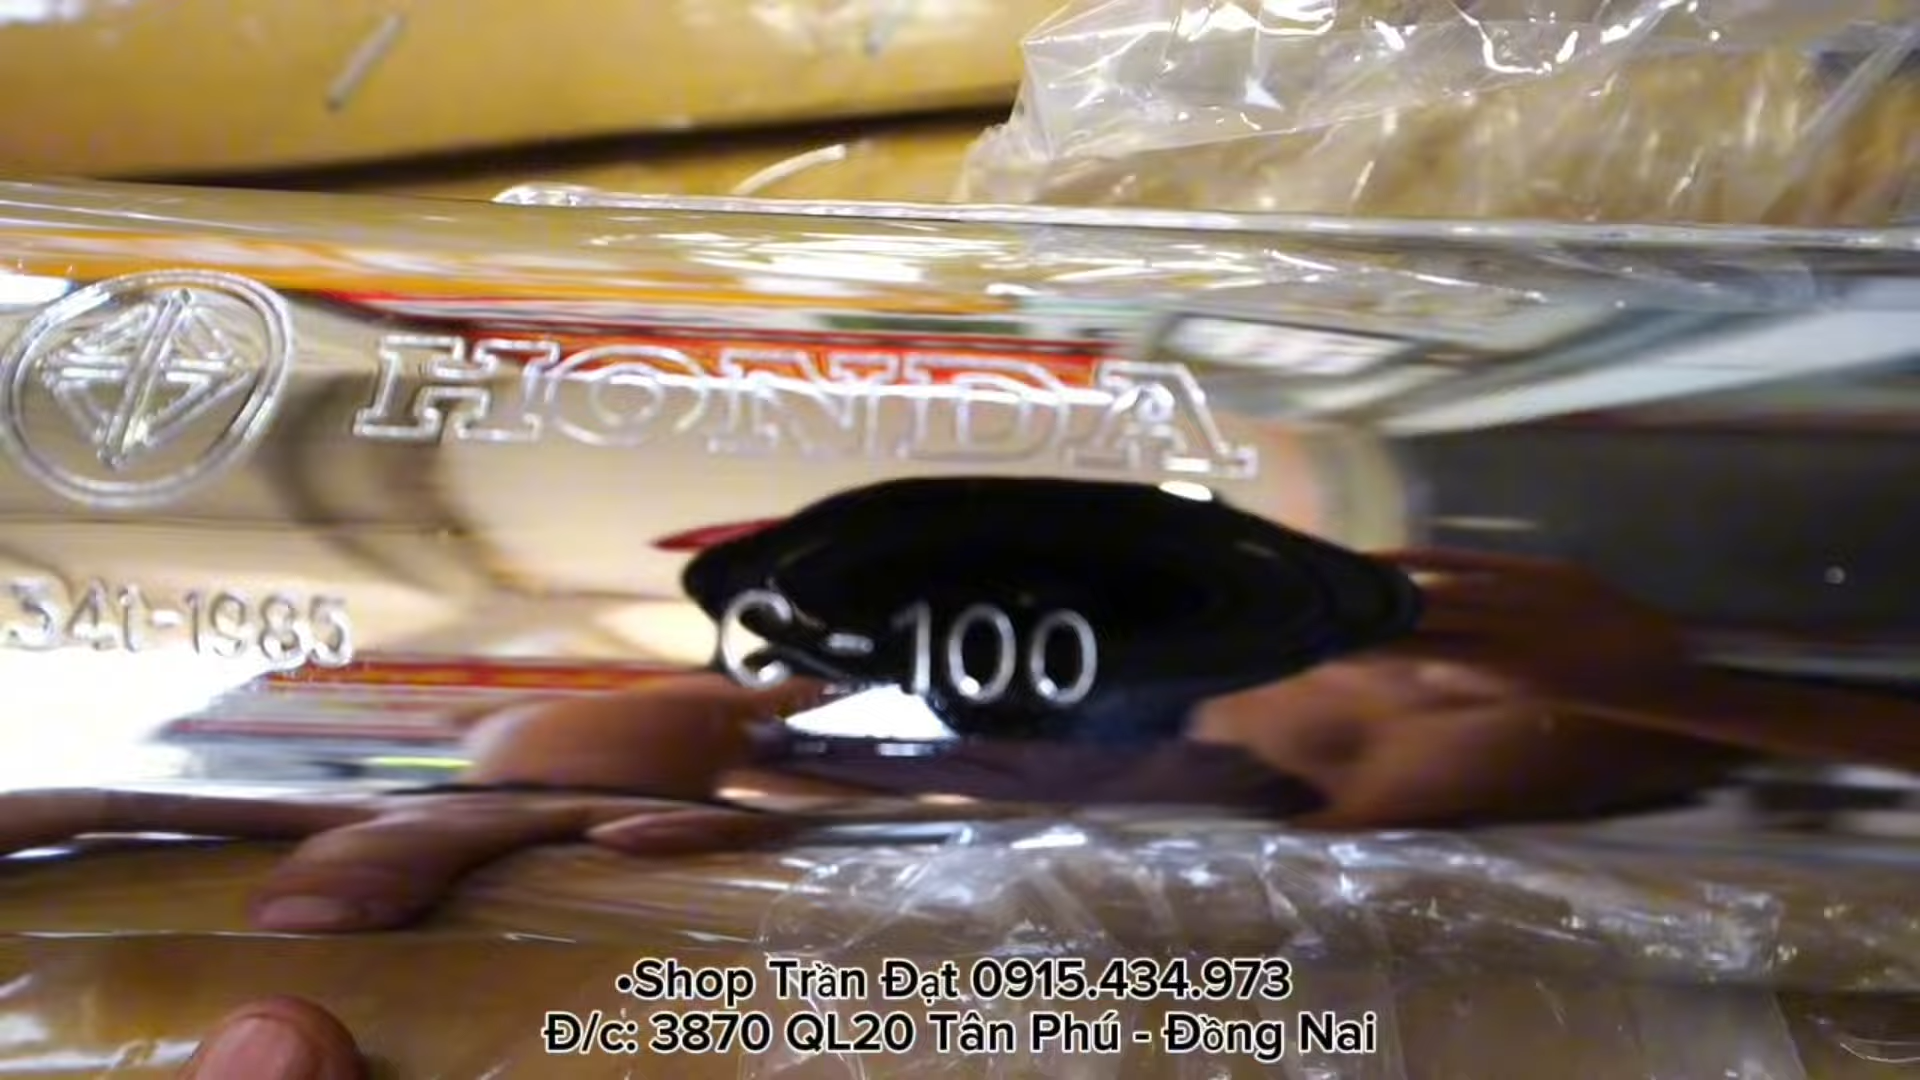 HONDA
341-1985
C-100
•Shop Trần Đạt 0915.434.973
Đ/c: 3870 QL20 Tân Phú - Đồng Nai